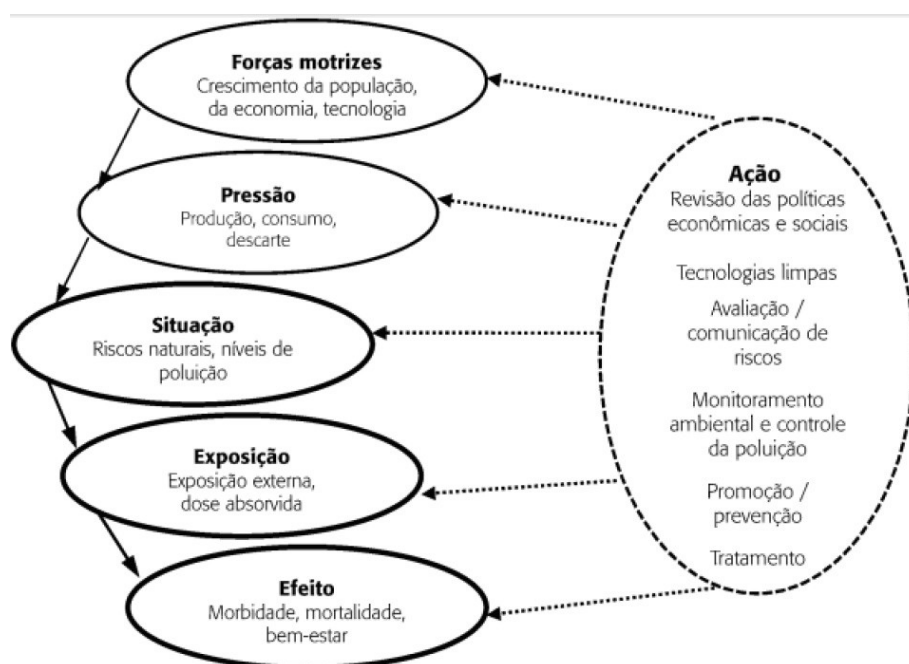 Forças motrizes
Crescimento da população,
da economia, tecnologia
Pressão
Produção, consumo,
descarte
Situação
Riscos naturais, níveis de
poluição
Exposição
Exposição externa,
dose absorvida
Efeito
Morbidade, mortalidade,
bem-estar
Ação
Revisão das políticas
econômicas e sociais
Tecnologias limpas
Avaliação /
comunicação de
riscos
Monitoramento
ambiental e controle
da poluição
Promoção /
prevenção
Tratamento